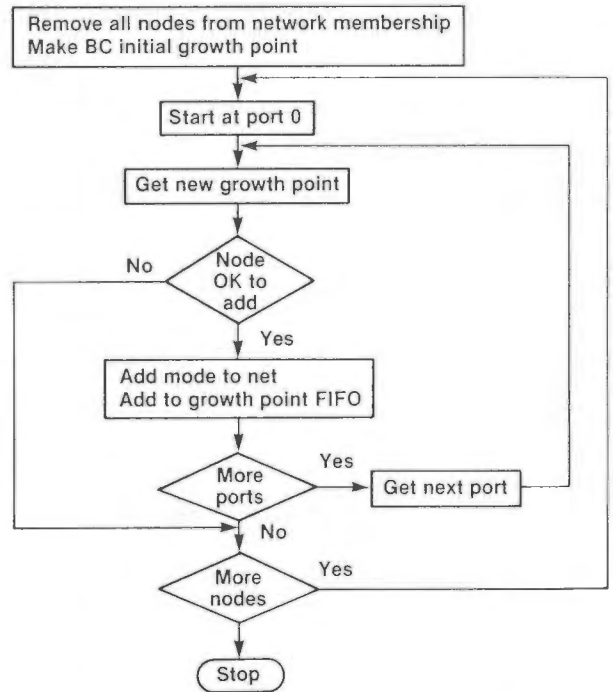 Remove all nodes from network membership
Make BC initial growth point
Start at port 0
Get new growth point
No
Node
OK to
add
Yes
Add mode to net
Add to growth point FIFO
More
ports
Yes
Get next port
No
More
nodes
Yes
Stop